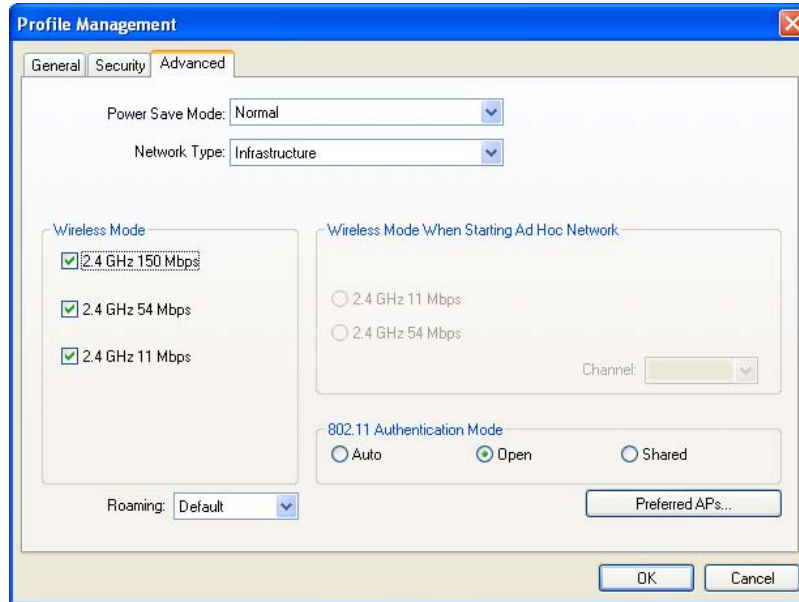 Profile Management
General Security Advanced
Power Save Mode: Normal
Network Type: Infrastructure
Wireless Mode
2.4 GHz 150 Mbps
2.4 GHz 54 Mbps
2.4 GHz 11 Mbps
Wireless Mode When Starting Ad Hoc Network
2.4 GHz 11 Mbps
2.4 GHz 54 Mbps
Channel:
802.11 Authentication Mode
Auto Open Shared
Roaming: Default
Preferred APs...
OK Cancel